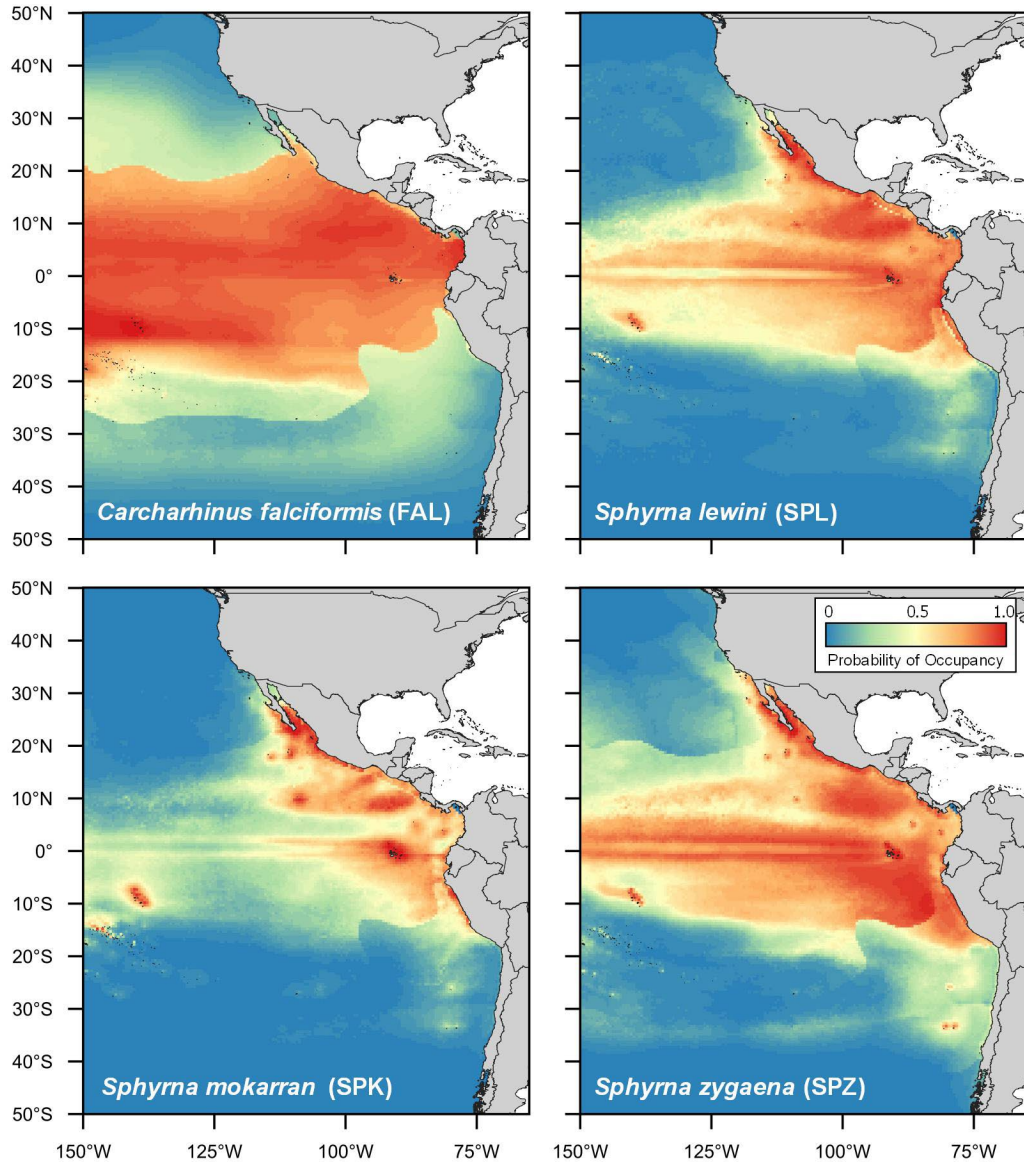 50°N
40°N
30°N
20°N
10°N
0°
10°S
20°S
30°S
40°S
50°S
Carcharhinus falciformis (FAL)
Sphyrna lewini (SPL)
50°N
40°N
30°N
20°N
10°N
0°
10°S
20°S
30°S
40°S
50°S
0 0.5 1.0
Probability of Occupancy
Sphyrna mokarran (SPK)
Sphyrna zygaena (SPZ)
150°W 125°W 100°W 75°W
150°W 125°W 100°W 75°W